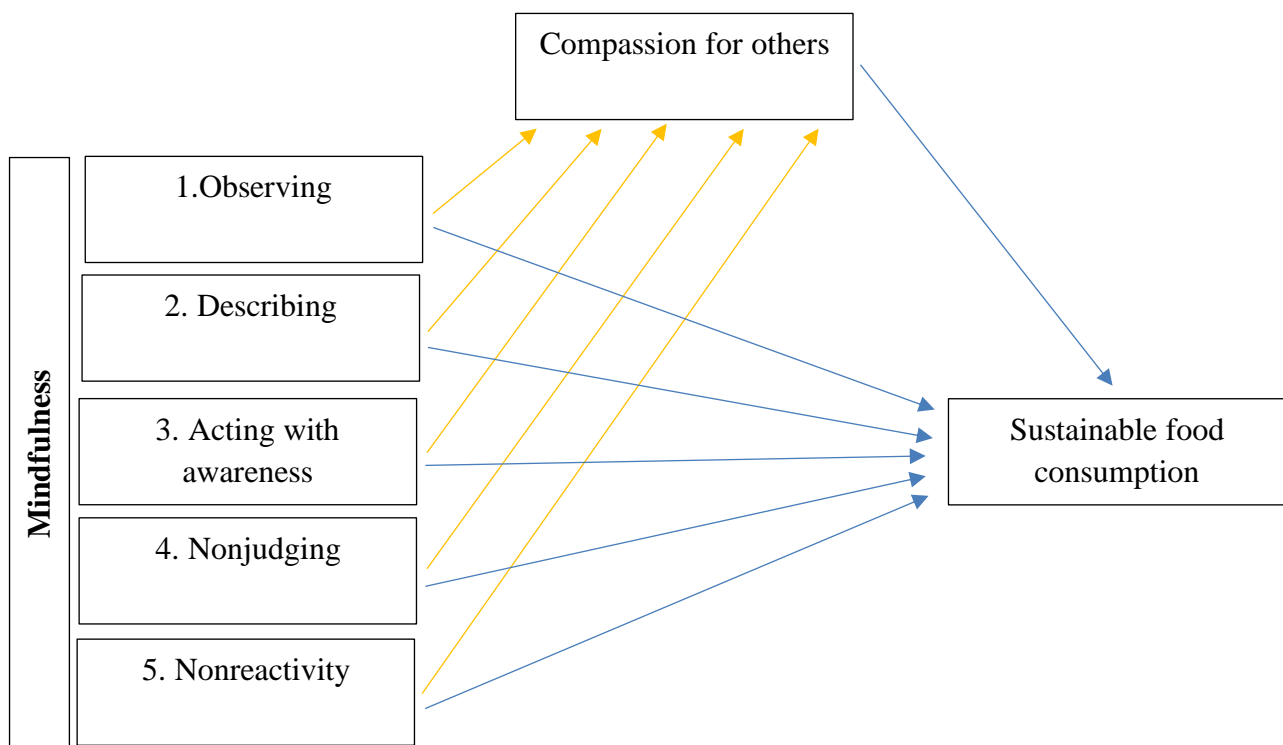 Compassion for others
Mindfulness
1.Observing
2. Describing
3. Acting with
awareness
4. Nonjudging
5. Nonreactivity
Sustainable food
consumption